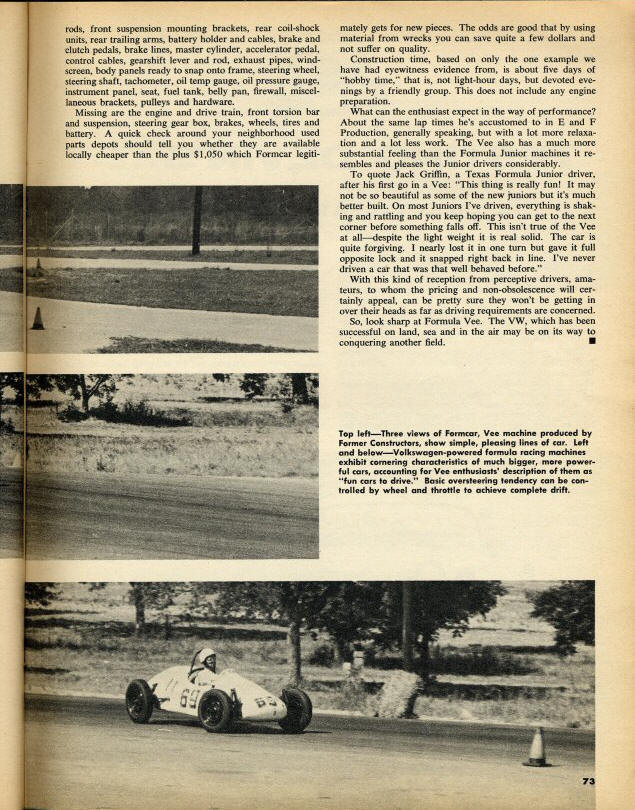 rods, front suspension mounting brackets, rear coil-shock
units, rear trailing arms, battery holder and cables, brake and
clutch pedals, brake lines, master cylinder, accelerator pedal,
control cables, gearshift lever and rod, exhaust pipes, wind-
screen, body panels ready to snap onto frame, steering wheel,
steering shaft, tachometer, oil temp gauge, oil pressure gauge,
instrument panel, seat, fuel tank, belly pan, firewall, miscel-
laneous brackets, pulleys and hardware.
Missing are the engine and drive train, front torsion bar
and suspension, steering gear box, brakes, wheels, tires and
battery. A quick check around your neighborhood used
parts depots should tell you whether they are available
locally cheaper than the plus $1,050 which Formcar legiti-
mately gets for new pieces. The odds are good that by using
material from wrecks you can save quite a few dollars and
not suffer on quality.
Construction time, based on only the one example we
have had eyewitness evidence from, is about five days of
"hobby time," that is, not light-hour days, but devoted eve-
nings by a friendly group. This does not include any engine
preparation.
What can the enthusiast expect in the way of performance?
About the same lap times he's accustomed to in E and F
Production, generally speaking, but with a lot more relaxa-
tion and a lot less work. The Vee also has a much more
substantial feeling than the Formula Junior machines it re-
sembles and pleases the Junior drivers considerably.
To quote Jack Griffin, a Texas Formula Junior driver,
after his first go in a Vee: "This thing is really fun! It may
not be so beautiful as some of the new juniors but it's much
better built. On most Juniors I've driven, everything is shak-
ing and rattling and you keep hoping you can get to the next
corner before something falls off. This isn't true of the Vee
at all—despite the light weight it is real solid. The car is
quite forgiving. I nearly lost it in one turn but gave it full
opposite lock and it snapped right back in line. I've never
driven a car that was that well behaved before."
With this kind of reception from perceptive drivers, ama-
teurs, to whom the pricing and non-obsolescence will cer-
tainly appeal, can be pretty sure they won't be getting in
over their heads as far as driving requirements are concerned.
So, look sharp at Formula Vee. The VW, which has been
successful on land, sea and in the air may be on its way to
conquering another field.
Top left—Three views of Formcar, Vee machine produced by
Former Constructors, show simple, pleasing lines of car. Left
and below—Volkswagen-powered formula racing machines
exhibit cornering characteristics of much bigger, more power-
ful cars, accounting for Vee enthusiasts' description of them as
"fun cars to drive." Basic oversteering tendency can be con-
trolled by wheel and throttle to achieve complete drift.
69 69
73